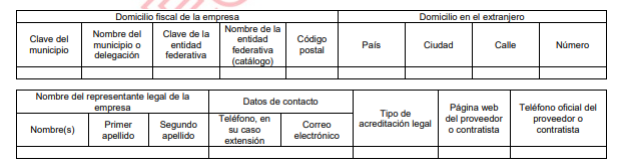 Domicilio fiscal de la empresa
Domicilio en el extranjero
Clave del municipio
Nombre del municipio o delegación
Clave de la entidad federativa
Nombre de la entidad federativa (catálogo)
Código postal
País
Ciudad
Calle
Número
Nombre del representante legal de la empresa
Datos de contacto
Tipo de acreditación legal
Página web del proveedor o contratista
Teléfono oficial del proveedor o contratista
Nombre(s)
Primer apellido
Segundo apellido
Teléfono, en su caso extensión
Correo electrónico